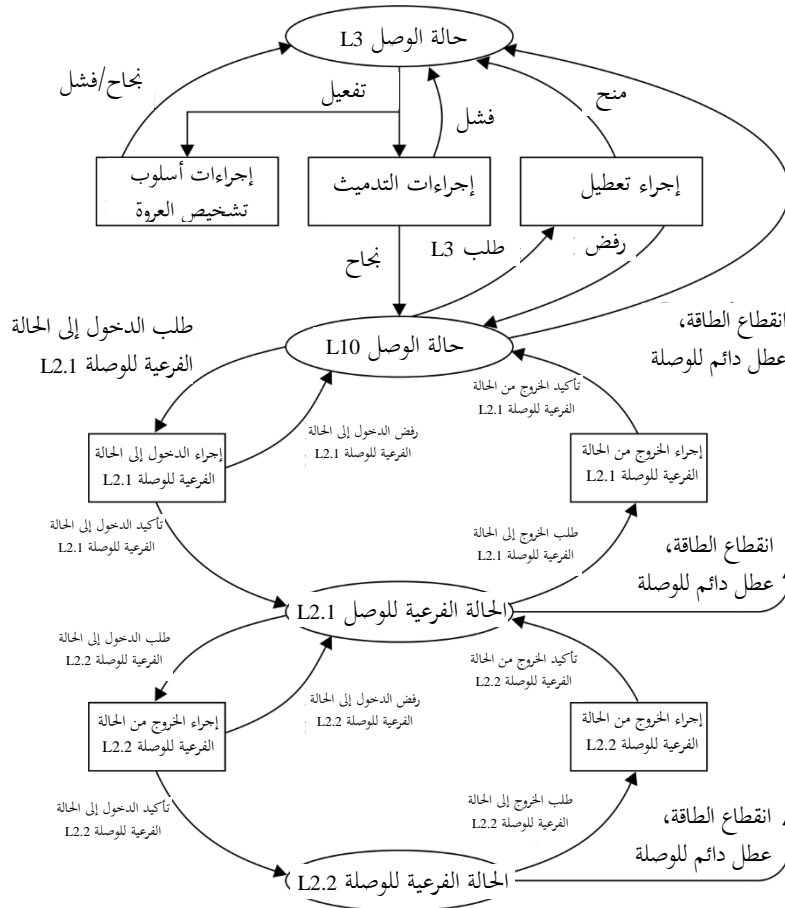 حالة الوصل L3
نجاح/فشل
تفعيل
فشل
منح
إجراءات أسلوب
تشخيص العروة
إجراءات التدميث
إجراء تعطيل
نجاح
طلب L3
رفض
طلب الدخول إلى الحالة
الفرعية للوصلة L2.1
حالة الوصل L10
انقطاع الطاقة،
عطل دائم للوصلة
رفض الدخول إلى الحالة
الفرعية للوصلة L2.1
تأكيد الخروج من الحالة
الفرعية للوصلة L2.1
إجراء الدخول إلى الحالة
الفرعية للوصلة L2.1
إجراء الخروج من الحالة
الفرعية للوصلة L2.1
تأكيد الدخول إلى الحالة
الفرعية للوصلة L2.1
طلب الخروج إلى الحالة
الفرعية للوصلة L2.1
انقطاع الطاقة،
عطل دائم للوصلة
الحالة الفرعية للوصل L2.1
طلب الدخول إلى الحالة
الفرعية للوصلة L2.2
رفض الدخول إلى الحالة
الفرعية للوصلة L2.2
تأكيد الخروج من الحالة
الفرعية للوصلة L2.2
إجراء الخروج من الحالة
الفرعية للوصلة L2.2
إجراء الخروج من الحالة
الفرعية للوصلة L2.2
تأكيد الدخول إلى الحالة
الفرعية للوصلة L2.2
طلب الخروج إلى الحالة
الفرعية للوصلة L2.2
انقطاع الطاقة،
عطل دائم للوصلة
الحالة الفرعية للوصلة L2.2